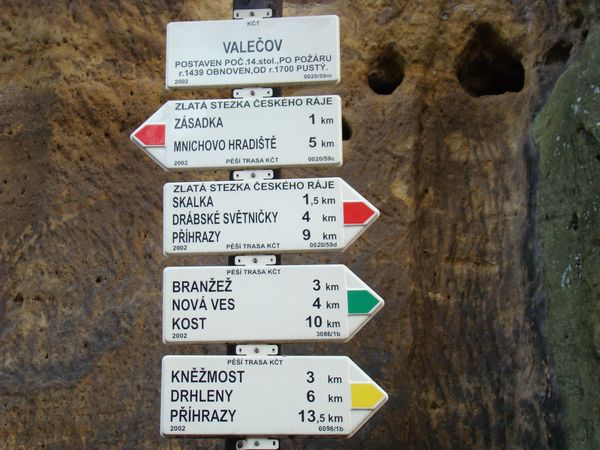 KČT
VALEČOV
POSTAVEN POČ.14.stol.,PO POŽÁRU
r.1439 OBNOVEN,OD r.1700 PUSTÝ.
2002 0020/59m
ZLATÁ STEZKA ČESKÉHO RÁJE
ZÁSADKA 1 km
MNICHOVO HRADIŠTĚ 5 km
2002 PĚŠÍ TRASA KČT 0020/59c
ZLATÁ STEZKA ČESKÉHO RÁJE
SKALKA 1,5 km
DRÁBSKÉ SVĚTNIČKY 4 km
PŘÍHRAZY 9 km
2002 PĚŠÍ TRASA KČT 0020/59d
PĚŠÍ TRASA KČT
BRANŽEŽ 3 km
NOVÁ VES 4 km
KOST 10 km
2002 3086/1b
PĚŠÍ TRASA KČT
KNĚŽMOST 3 km
DRHLENY 6 km
PŘÍHRAZY 13,5 km
2002 6098/1b